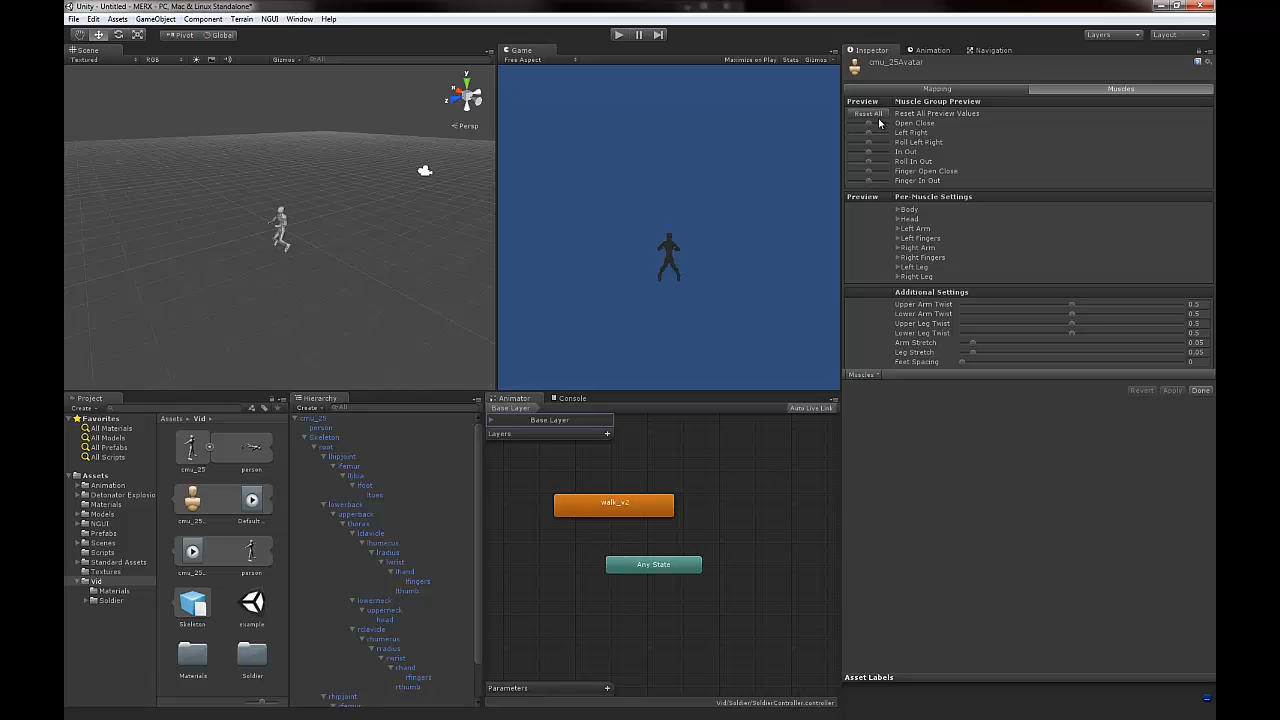 Unity - Untitled - MERX - PC, Mac & Linux Standalone*
File Edit Assets GameObject Component Terrain NGUI Window Help
Pivot Global Layers Layout
Scene
Textured RGB Gizmos All
y
x
z
Persp
Game
Free Aspect Maximize on Play Stats Gizmos
Inspector Animation Navigation
cmu_25Avatar
Mapping Muscles
Preview Muscle Group Preview
Reset All Reset All Preview Values
Open Close
Left Right
Roll Left Right
In Out
Roll In Out
Finger Open Close
Finger In Out
Preview Per-Muscle Settings
Body
Head
Left Arm
Left Fingers
Right Arm
Right Fingers
Left Leg
Right Leg
Additional Settings
Upper Arm Twist 0.5
Lower Arm Twist 0.5
Upper Leg Twist 0.5
Lower Leg Twist 0.5
Arm Stretch 0.05
Leg Stretch 0.05
Feet Spacing 0
Muscles
Revert Apply Done
Asset Labels
Project
Create
Favorites
All Materials
All Models
All Prefabs
All Scripts
Assets
Animation
Detonator Explosio
Materials
Models
NGUI
Prefabs
Scenes
Scripts
Standard Assets
Textures
Vid
Materials
Soldier
Assets Vid
cmu_25 person
cmu_25.. Default..
cmu_25.. person
Skeleton example
Materials Soldier
Hierarchy
Create All
cmu_25
person
Skeleton
root
lhipjoint
lfemur
ltibia
lfoot
ltoes
lowerback
upperback
thorax
lclavicle
lhumerus
lradius
lwrist
lhand
lfingers
lthumb
lowerneck
upperneck
head
rclavicle
rhumerus
rradius
rwrist
rhand
rfingers
rthumb
rhipjoint
rfemur
Animator Console
Base Layer Auto Live Link
Base Layer
Layers +
walk_v2
Any State
Parameters +
Vid/Soldier/SoldierController.controller